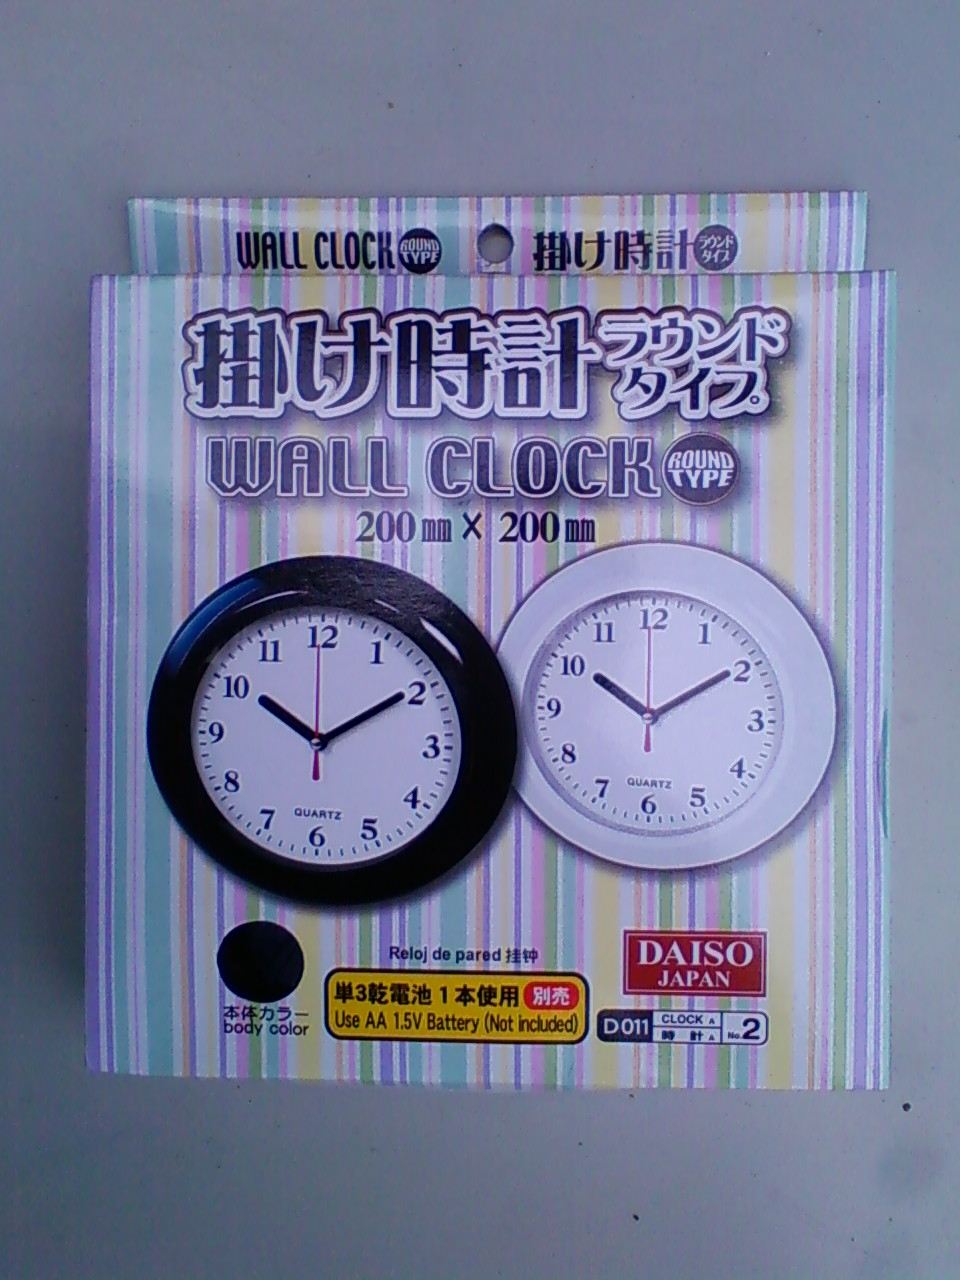 WALL CLOCK ROUND TYPE 掛け時計 ラウンドタイプ
掛け時計 ラウンドタイプ
WALL CLOCK ROUND TYPE
200mm × 200mm
12
1
2
3
4
5
6
7
8
9
10
11
QUARTZ
12
1
2
3
4
5
6
7
8
9
10
11
QUARTZ
本体カラー
body color
Reloj de pared 挂钟
単3乾電池1本使用 別売
Use AA 1.5V Battery (Not included)
DAISO
JAPAN
D011 CLOCK A No.2
時計 A